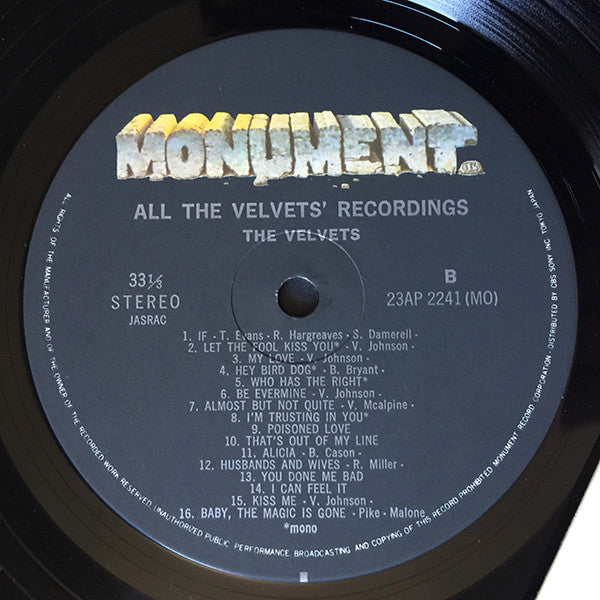 MONUMENT.
ALL THE VELVETS' RECORDINGS
THE VELVETS
33⅓
STEREO
JASRAC
B
23AP 2241 (MO)
1. IF - T. Evans - R. Hargreaves - S. Damerell -
2. LET THE FOOL KISS YOU* - V. Johnson -
3. MY LOVE - V. Johnson -
4. HEY BIRD DOG* - B. Bryant -
5. WHO HAS THE RIGHT*
6. BE EVERMINE - V. Johnson -
7. ALMOST BUT NOT QUITE - V. Mcalpine -
8. I'M TRUSTING IN YOU*
9. POISONED LOVE
10. THAT'S OUT OF MY LINE
11. ALICIA - B. Cason -
12. HUSBANDS AND WIVES - R. Miller -
13. YOU DONE ME BAD
14. I CAN FEEL IT
15. KISS ME - V. Johnson -
16. BABY, THE MAGIC IS GONE - Pike - Malone -
*mono
ALL RIGHTS OF THE MANUFACTURER AND OF THE OWNER OF THE RECORDED WORK RESERVED. UNAUTHORIZED PUBLIC PERFORMANCE, BROADCASTING AND COPYING OF THIS RECORD PROHIBITED. MONUMENT RECORD CORPORATION. DISTRIBUTED BY CBS SONY INC. TOKYO JAPAN